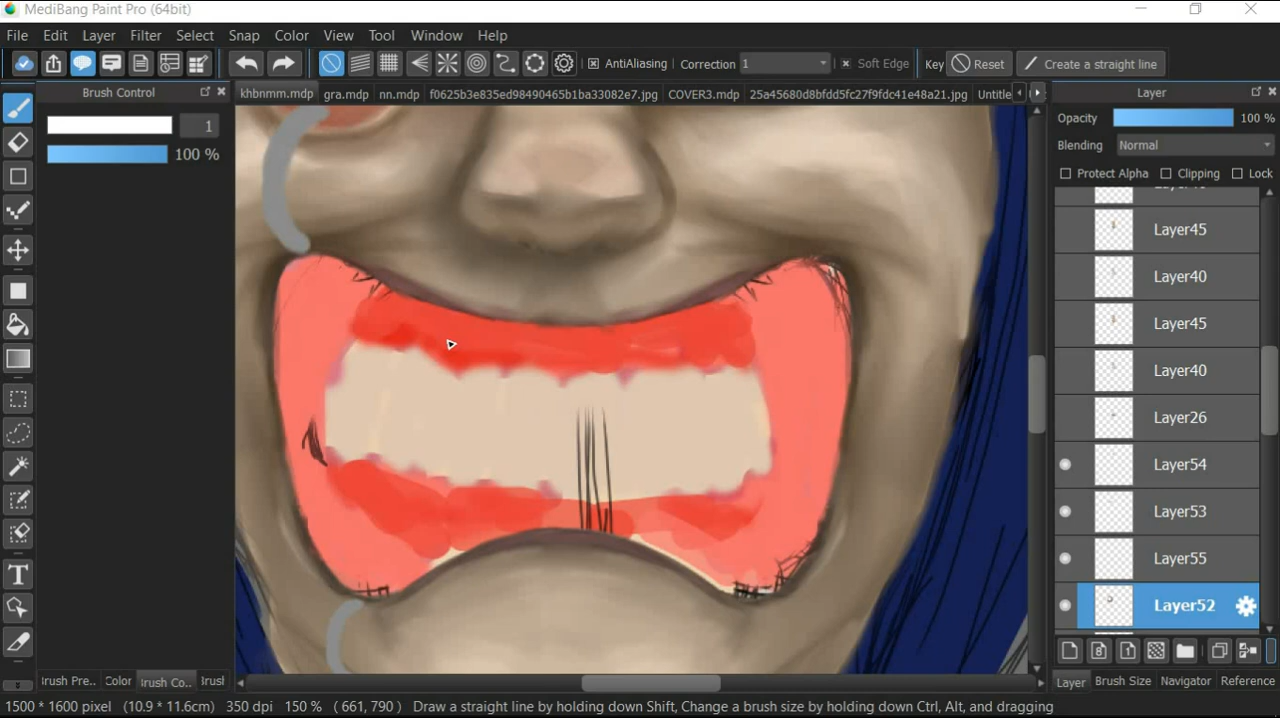 MediBang Paint Pro (64bit)
File Edit Layer Filter Select Snap Color View Tool Window Help
AntiAliasing Correction 1 Soft Edge Key Reset Create a straight line
Brush Control
khbnmm.mdp gra.mdp nn.mdp f0625b3e835ed98490465b1ba33082e7.jpg COVER3.mdp 25a45680d8bfdd5fc27f9fdc41e48a21.jpg Untitle
Layer
1
100 %
Opacity 100 %
Blending Normal
Protect Alpha Clipping Lock
Layer45
Layer40
Layer45
Layer40
Layer26
Layer54
Layer53
Layer55
Layer52
T
8 1
Brush Pre.. Color Brush Co.. Brusl
Layer Brush Size Navigator Reference
1500 * 1600 pixel (10.9 * 11.6cm) 350 dpi 150 % ( 661, 790 ) Draw a straight line by holding down Shift, Change a brush size by holding down Ctrl, Alt, and dragging